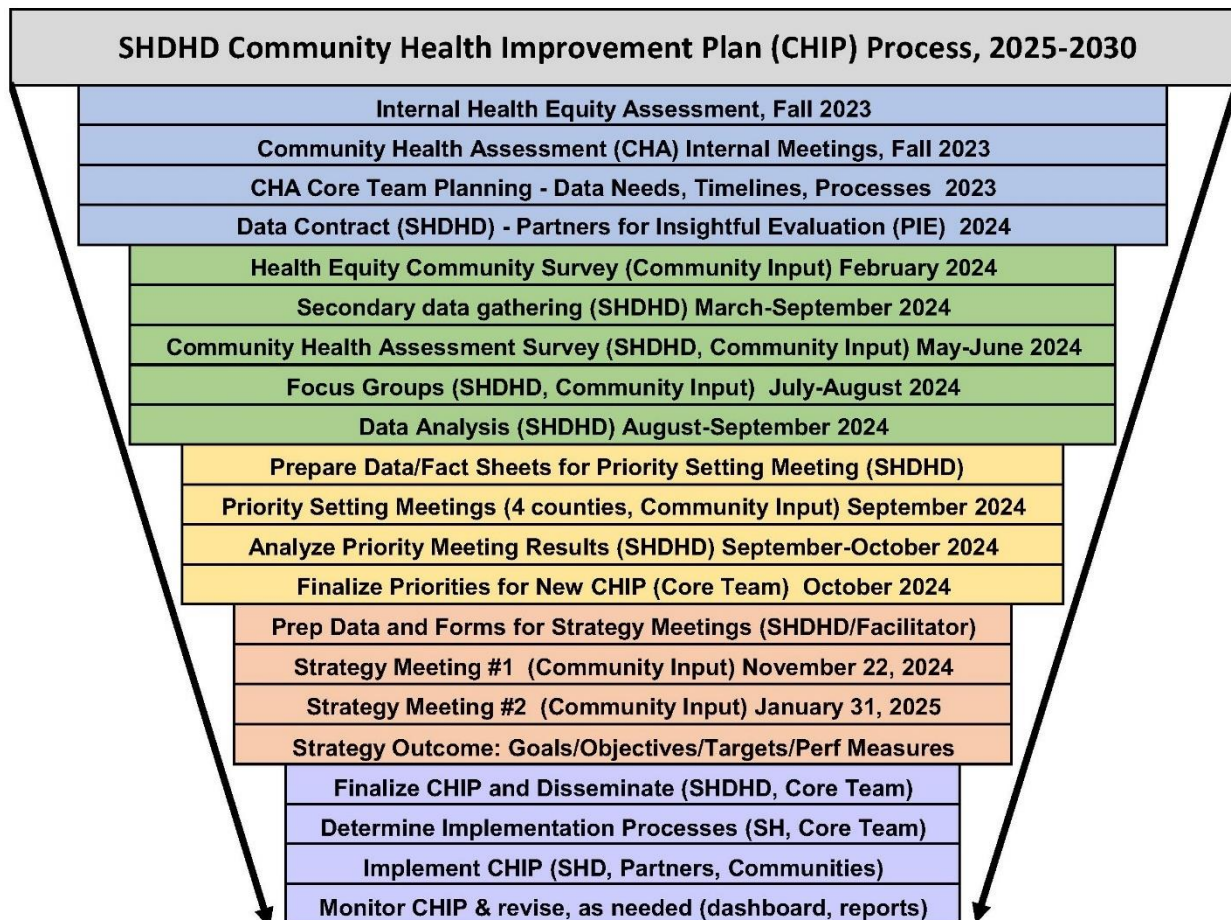 SHDHD Community Health Improvement Plan (CHIP) Process, 2025-2030
Internal Health Equity Assessment, Fall 2023
Community Health Assessment (CHA) Internal Meetings, Fall 2023
CHA Core Team Planning - Data Needs, Timelines, Processes  2023
Data Contract (SHDHD) - Partners for Insightful Evaluation (PIE)  2024
Health Equity Community Survey (Community Input) February 2024
Secondary data gathering (SHDHD) March-September 2024
Community Health Assessment Survey (SHDHD, Community Input) May-June 2024
Focus Groups (SHDHD, Community Input)  July-August 2024
Data Analysis (SHDHD) August-September 2024
Prepare Data/Fact Sheets for Priority Setting Meeting (SHDHD)
Priority Setting Meetings (4 counties, Community Input) September 2024
Analyze Priority Meeting Results (SHDHD) September-October 2024
Finalize Priorities for New CHIP (Core Team)  October 2024
Prep Data and Forms for Strategy Meetings (SHDHD/Facilitator)
Strategy Meeting #1  (Community Input) November 22, 2024
Strategy Meeting #2  (Community Input) January 31, 2025
Strategy Outcome: Goals/Objectives/Targets/Perf Measures
Finalize CHIP and Disseminate (SHDHD, Core Team)
Determine Implementation Processes (SH, Core Team)
Implement CHIP (SHD, Partners, Communities)
Monitor CHIP & revise, as needed (dashboard, reports)